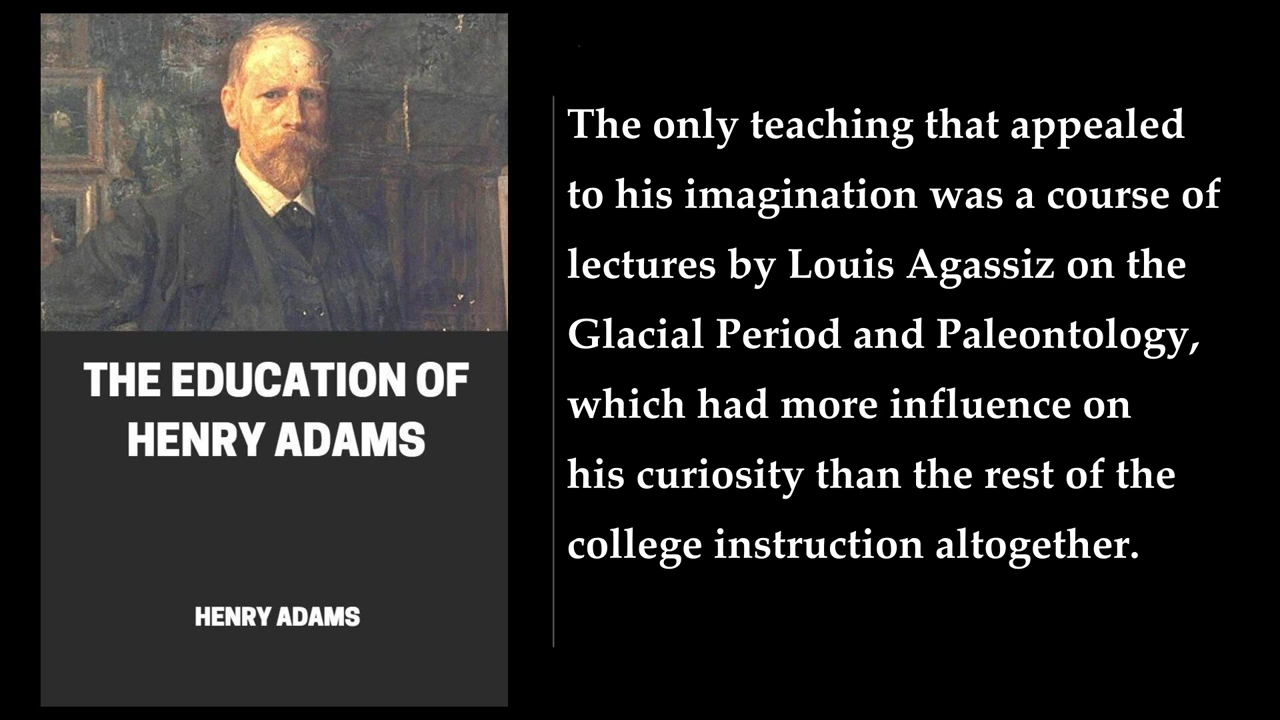 THE EDUCATION OF
HENRY ADAMS
HENRY ADAMS
The only teaching that appealed
to his imagination was a course of
lectures by Louis Agassiz on the
Glacial Period and Paleontology,
which had more influence on
his curiosity than the rest of the
college instruction altogether.